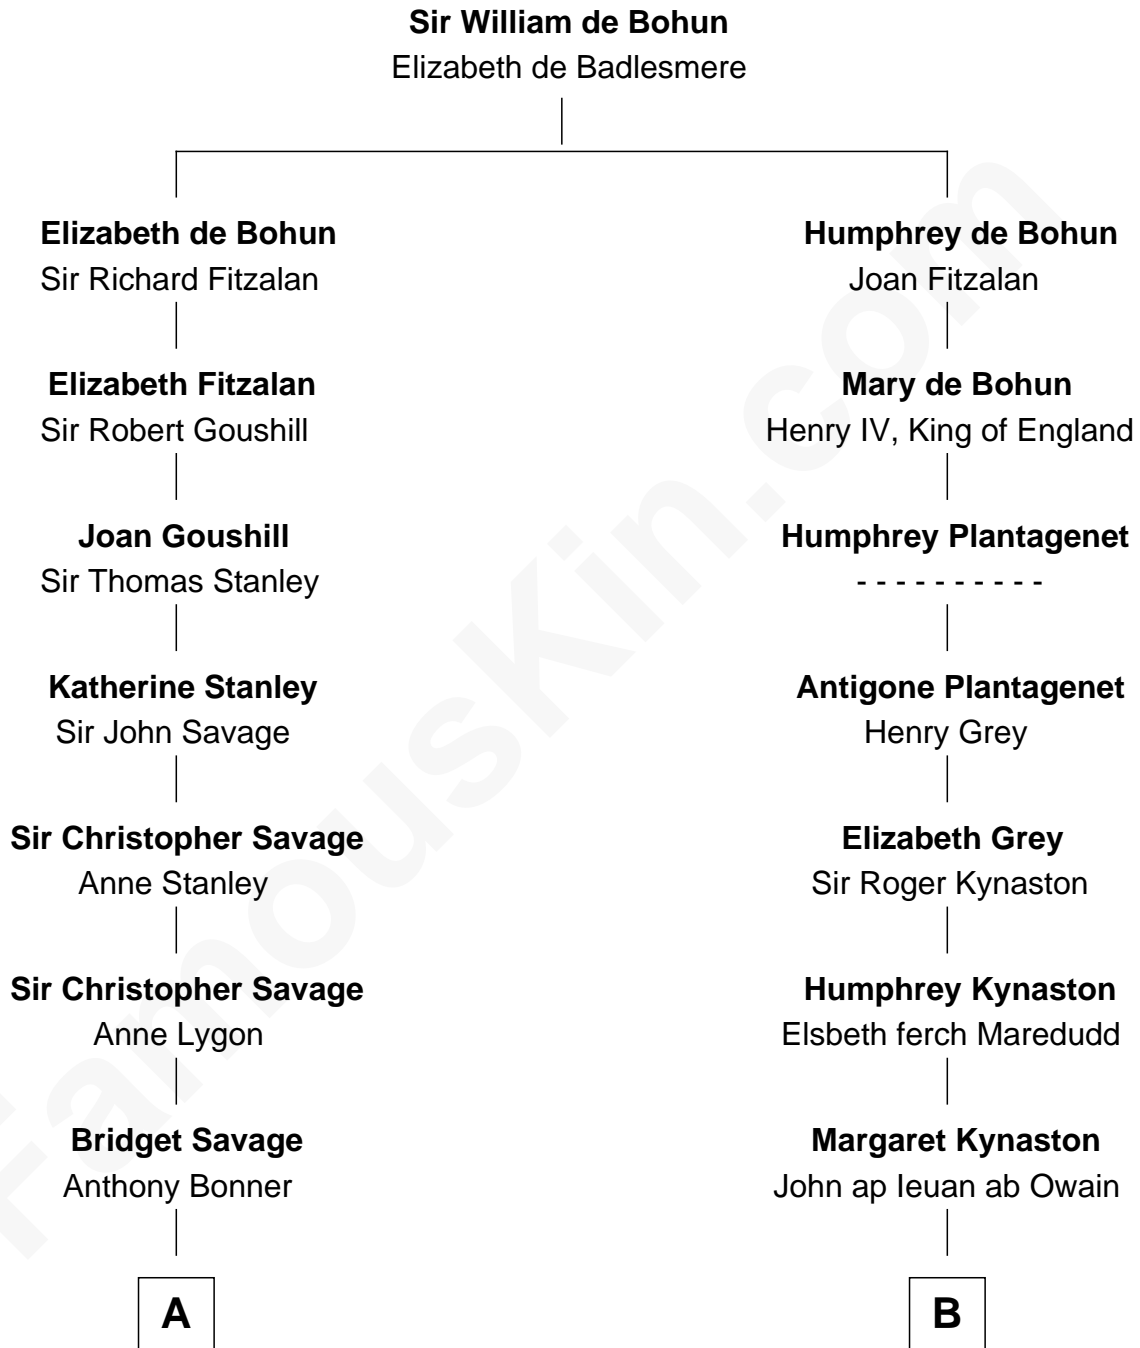 Sir William de Bohun
Elizabeth de Badlesmere
Elizabeth de Bohun
Sir Richard Fitzalan
Humphrey de Bohun
Joan Fitzalan
Elizabeth Fitzalan
Sir Robert Goushill
Mary de Bohun
Henry IV, King of England
Joan Goushill
Sir Thomas Stanley
Humphrey Plantagenet
- - - - - - - - - -
Katherine Stanley
Sir John Savage
Antigone Plantagenet
Henry Grey
Sir Christopher Savage
Anne Stanley
Elizabeth Grey
Sir Roger Kynaston
Sir Christopher Savage
Anne Lygon
Humphrey Kynaston
Elsbeth ferch Maredudd
Bridget Savage
Anthony Bonner
Margaret Kynaston
John ap Ieuan ab Owain
A
B
FamousKin.com